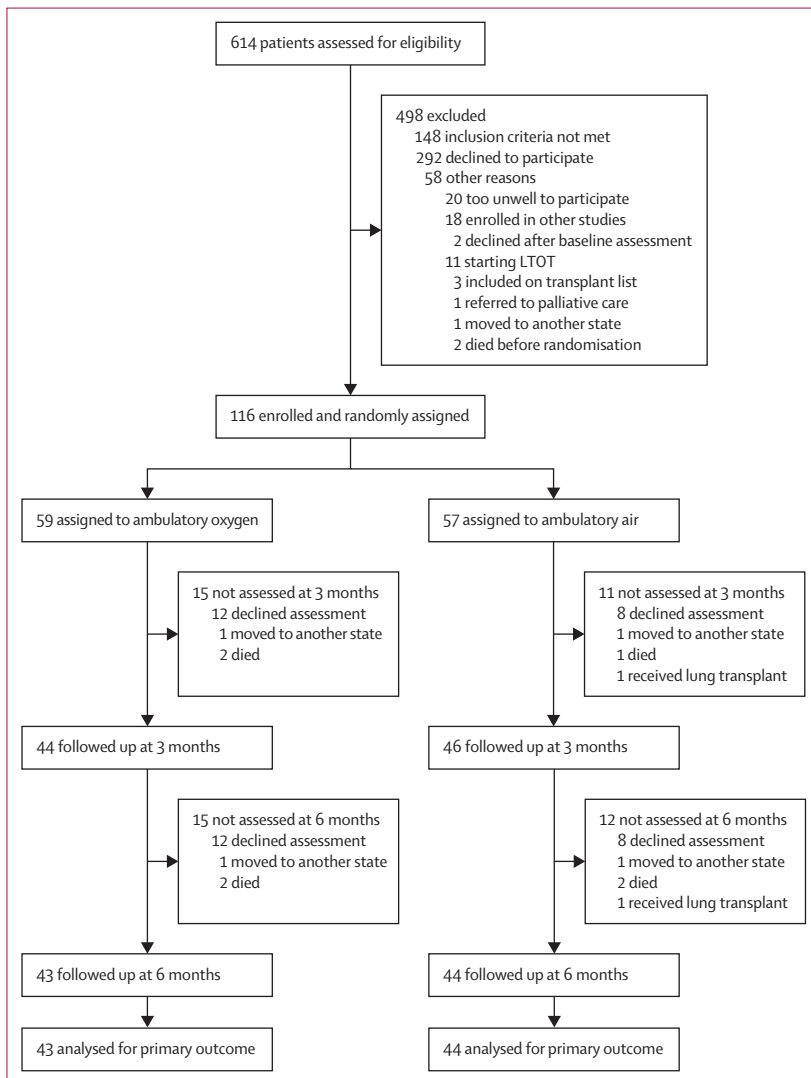 614 patients assessed for eligibility
498 excluded
148 inclusion criteria not met
292 declined to participate
58 other reasons
20 too unwell to participate
18 enrolled in other studies
2 declined after baseline assessment
11 starting LTOT
3 included on transplant list
1 referred to palliative care
1 moved to another state
2 died before randomisation
116 enrolled and randomly assigned
59 assigned to ambulatory oxygen
57 assigned to ambulatory air
15 not assessed at 3 months
12 declined assessment
1 moved to another state
2 died
11 not assessed at 3 months
8 declined assessment
1 moved to another state
1 died
1 received lung transplant
44 followed up at 3 months
46 followed up at 3 months
15 not assessed at 6 months
12 declined assessment
1 moved to another state
2 died
12 not assessed at 6 months
8 declined assessment
1 moved to another state
2 died
1 received lung transplant
43 followed up at 6 months
44 followed up at 6 months
43 analysed for primary outcome
44 analysed for primary outcome